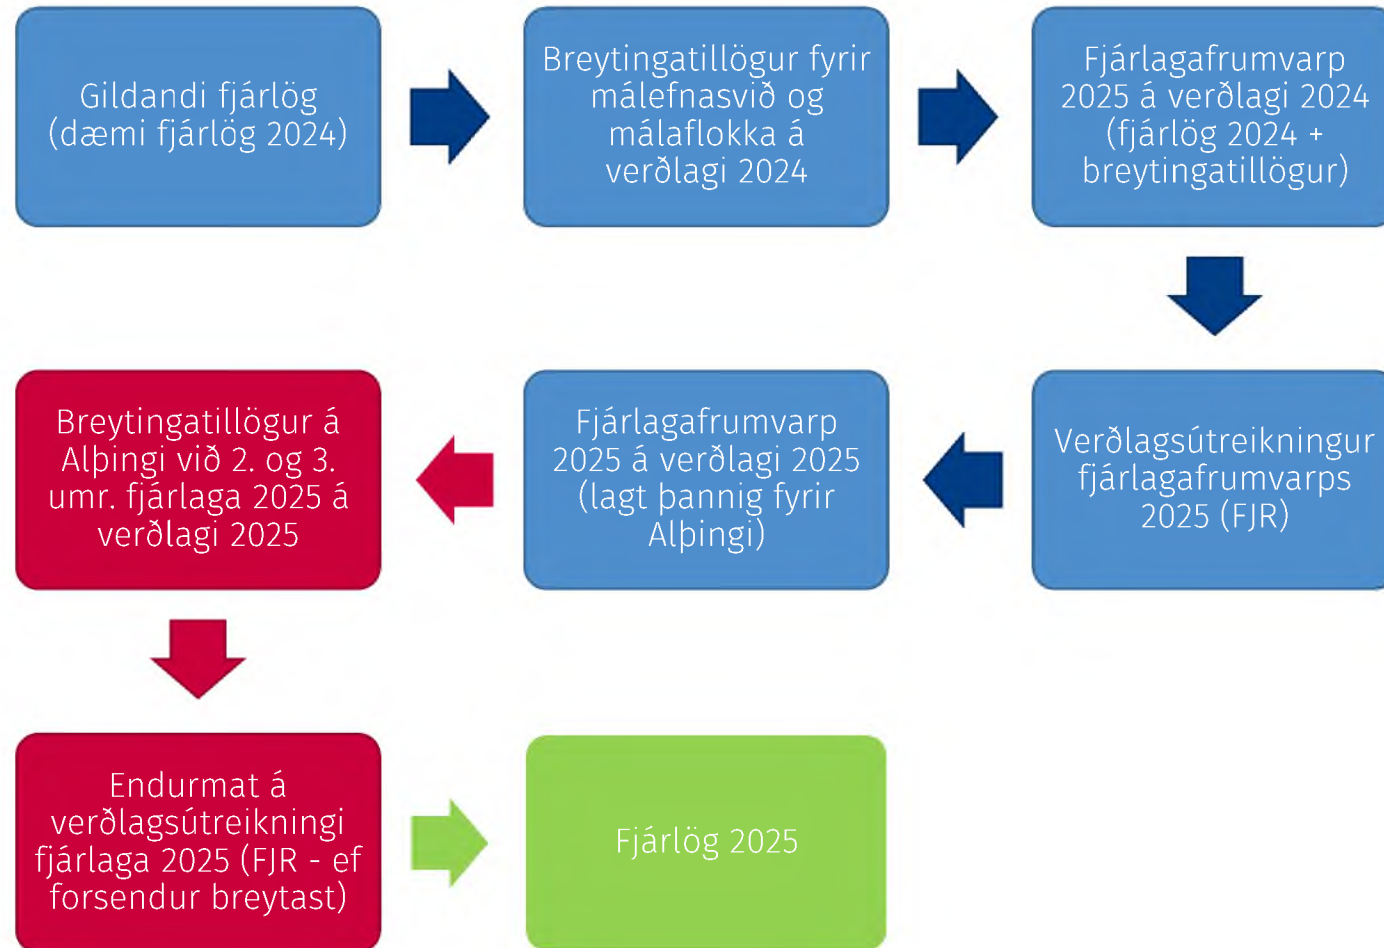 Gildandi fjárlög
(dæmi fjárlög 2024)
Breytingatillögur fyrir
málefnasvið og
málaflokka á
verðlagi 2024
Fjárlagafrumvarp
2025 á verðlagi 2024
(fjárlög 2024 +
breytingatillögur)
Verðlagsútreikningur
fjárlagafrumvarps
2025 (FJR)
Fjárlagafrumvarp
2025 á verðlagi 2025
(lagt þannig fyrir
Alþingi)
Breytingatillögur á
Alþingi við 2. og 3.
umr. fjárlaga 2025 á
verðlagi 2025
Endurmat á
verðlagsútreikningi
fjárlaga 2025 (FJR - ef
forsendur breytast)
Fjárlög 2025